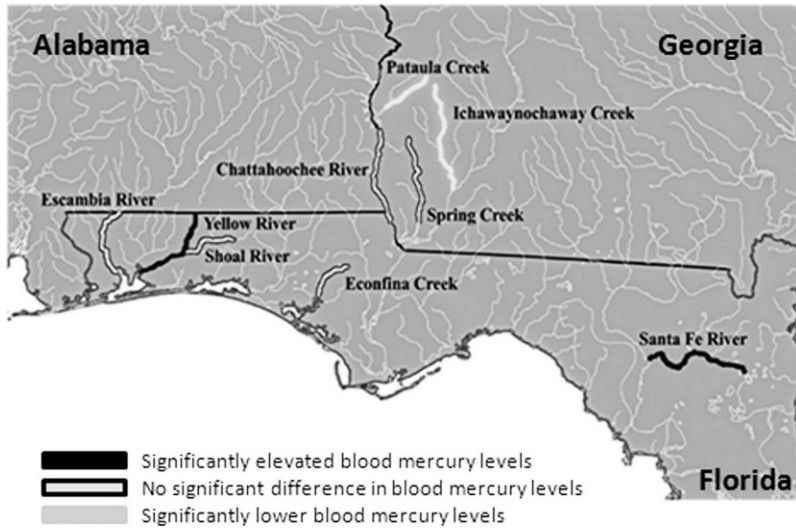 Alabama
Georgia
Pataula Creek
Ichawaynochaway Creek
Chattahoochee River
Escambia River
Spring Creek
Yellow River
Shoal River
Econfina Creek
Santa Fe River
Significantly elevated blood mercury levels
No significant difference in blood mercury levels
Significantly lower blood mercury levels
Florida